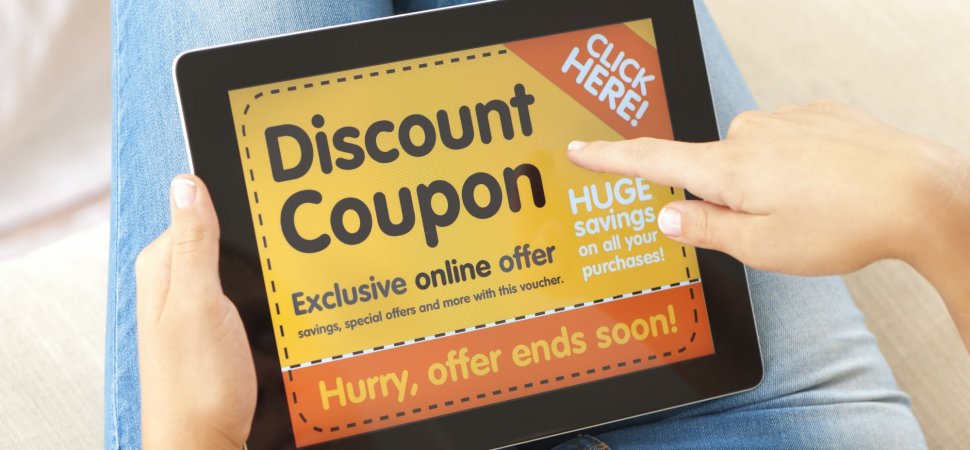 CLICK
HERE!
Discount
Coupon
HUGE
savings
on all your
purchases!
Exclusive online offer
savings, special offers and more with this voucher.
Hurry, offer ends soon!